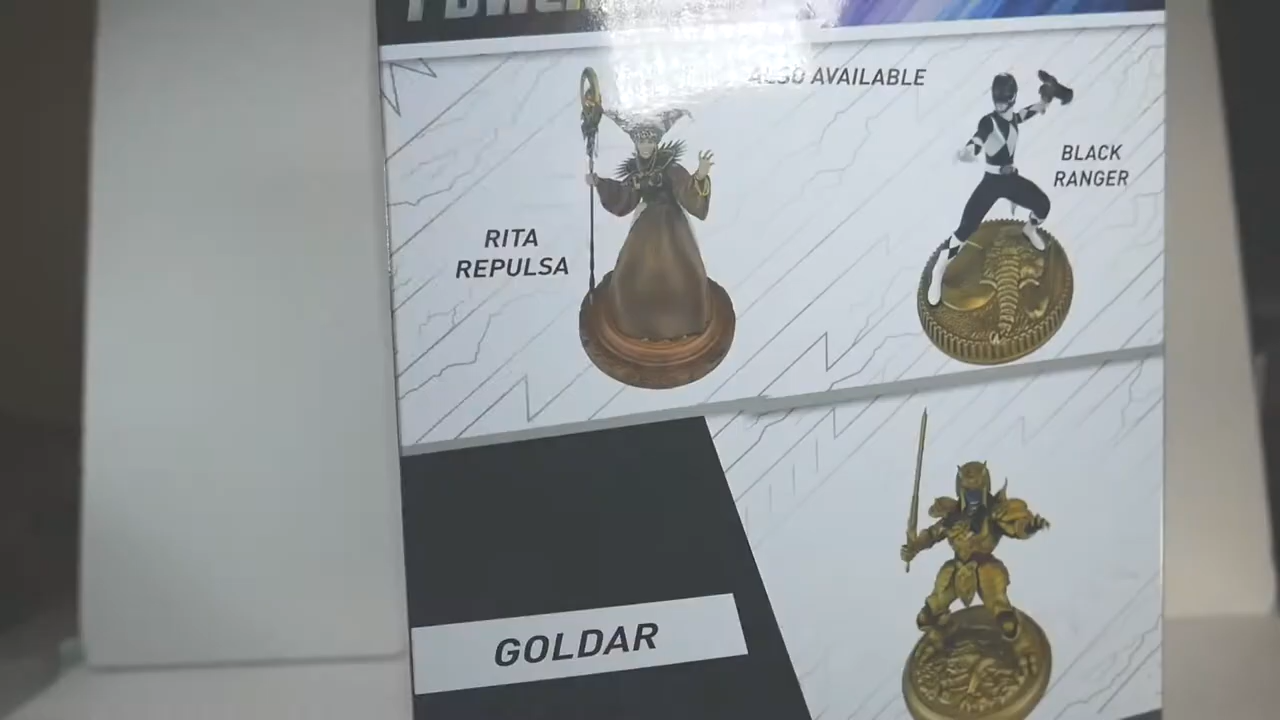 ALSO AVAILABLE
BLACK
RANGER
RITA
REPULSA
GOLDAR